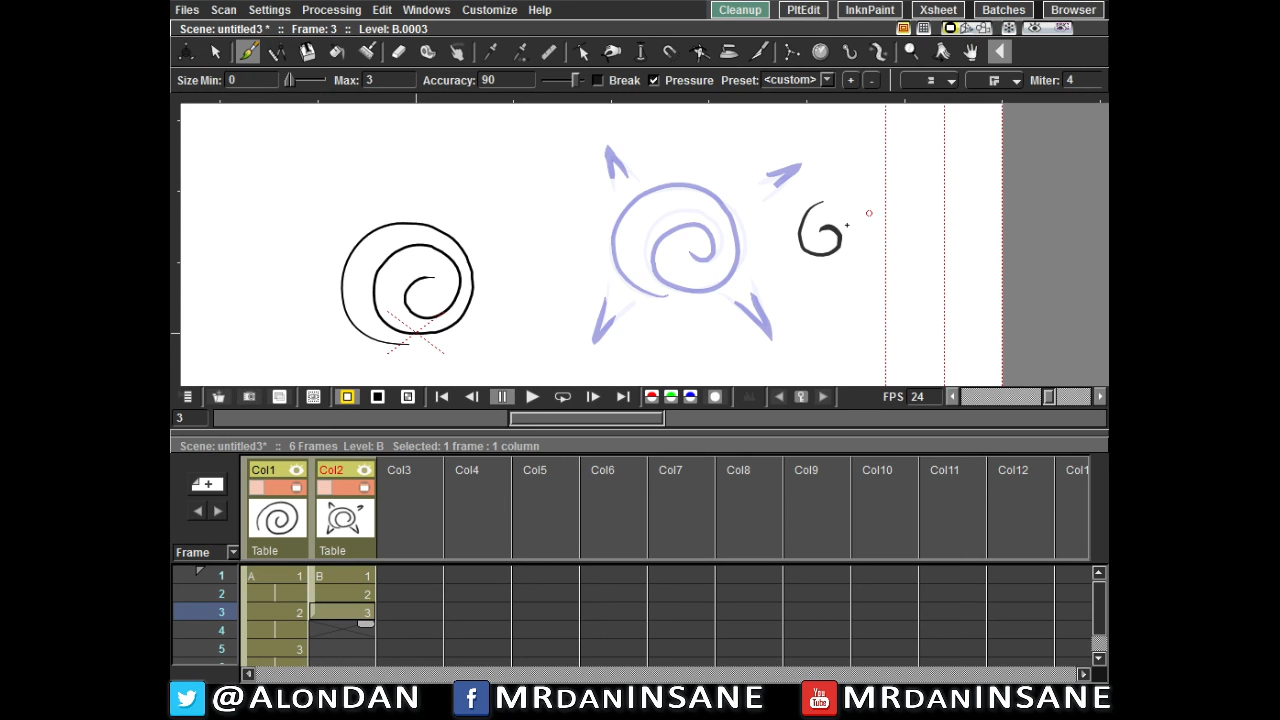 Files Scan Settings Processing Edit Windows Customize Help Cleanup PltEdit InknPaint Xsheet Batches Browser
Scene: untitled3* :: Frame: 3 :: Level: B.0003
Size Min: 0 Max: 3 Accuracy: 90 Break Pressure Preset: <custom> + - Miter: 4
FPS 24
3
Scene: untitled3* :: 6 Frames Level: B Selected: 1 frame : 1 column
Col1 Col2 Col3 Col4 Col5 Col6 Col7 Col8 Col9 Col10 Col11 Col12 Col1
Frame Table Table
1 A 1 B 1
2 2
3 2 3
4
5 3
@AlonDan MRdanINSANE You Tube MRdanINSANE